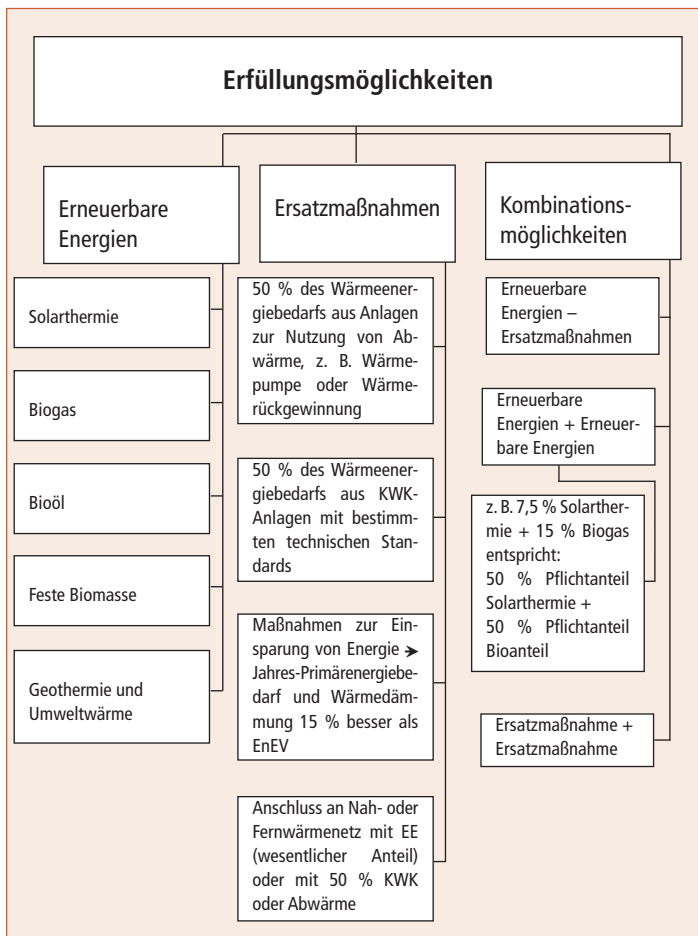 Erfüllungsmöglichkeiten
Erneuerbare
Energien
Solarthermie
Biogas
Bioöl
Feste Biomasse
Geothermie und
Umweltwärme
Ersatzmaßnahmen
50 % des Wärmeener-
giebedarfs aus Anlagen
zur Nutzung von Ab-
wärme, z. B. Wärme-
pumpe oder Wärme-
rückgewinnung
50 % des Wärmeener-
giebedarfs aus KWK-
Anlagen mit bestimm-
ten technischen Stan-
dards
Maßnahmen zur Ein-
sparung von Energie ➔
Jahres-Primärenergiebe-
darf und Wärmedäm-
mung 15 % besser als
EnEV
Anschluss an Nah- oder
Fernwärmenetz mit EE
(wesentlicher Anteil)
oder mit 50 % KWK
oder Abwärme
Kombinations-
möglichkeiten
Erneuerbare
Energien –
Ersatzmaßnahmen
Erneuerbare
Energien + Erneuer-
bare Energien
z. B. 7,5 % Solarther-
mie + 15 % Biogas
entspricht:
50 % Pflichtanteil
Solarthermie +
50 % Pflichtanteil
Bioanteil
Ersatzmaßnahme +
Ersatzmaßnahme